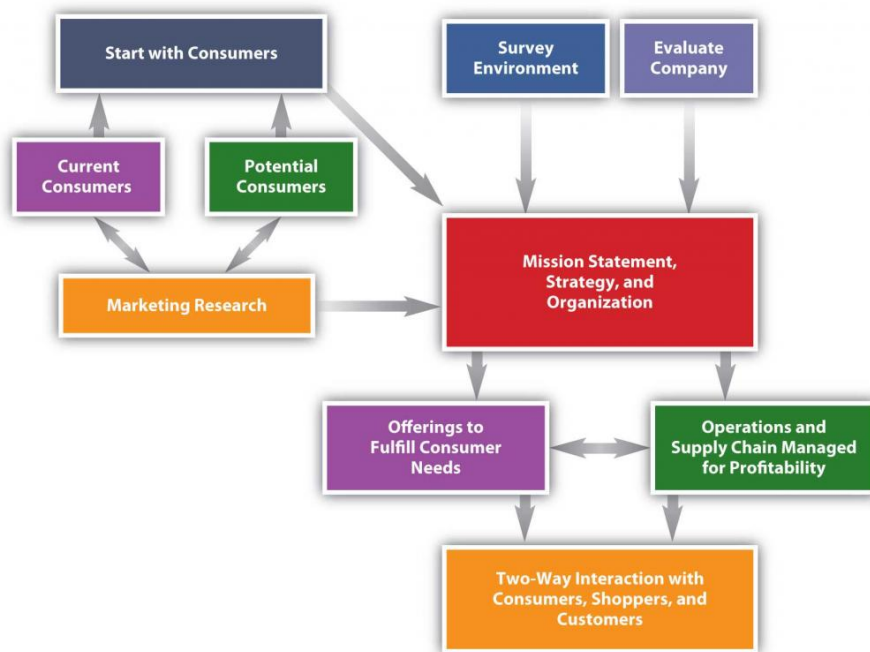 Start with Consumers
Survey
Environment
Evaluate
Company
Current
Consumers
Potential
Consumers
Marketing Research
Mission Statement,
Strategy, and
Organization
Offerings to
Fulfill Consumer
Needs
Operations and
Supply Chain Managed
for Profitability
Two-Way Interaction with
Consumers, Shoppers, and
Customers